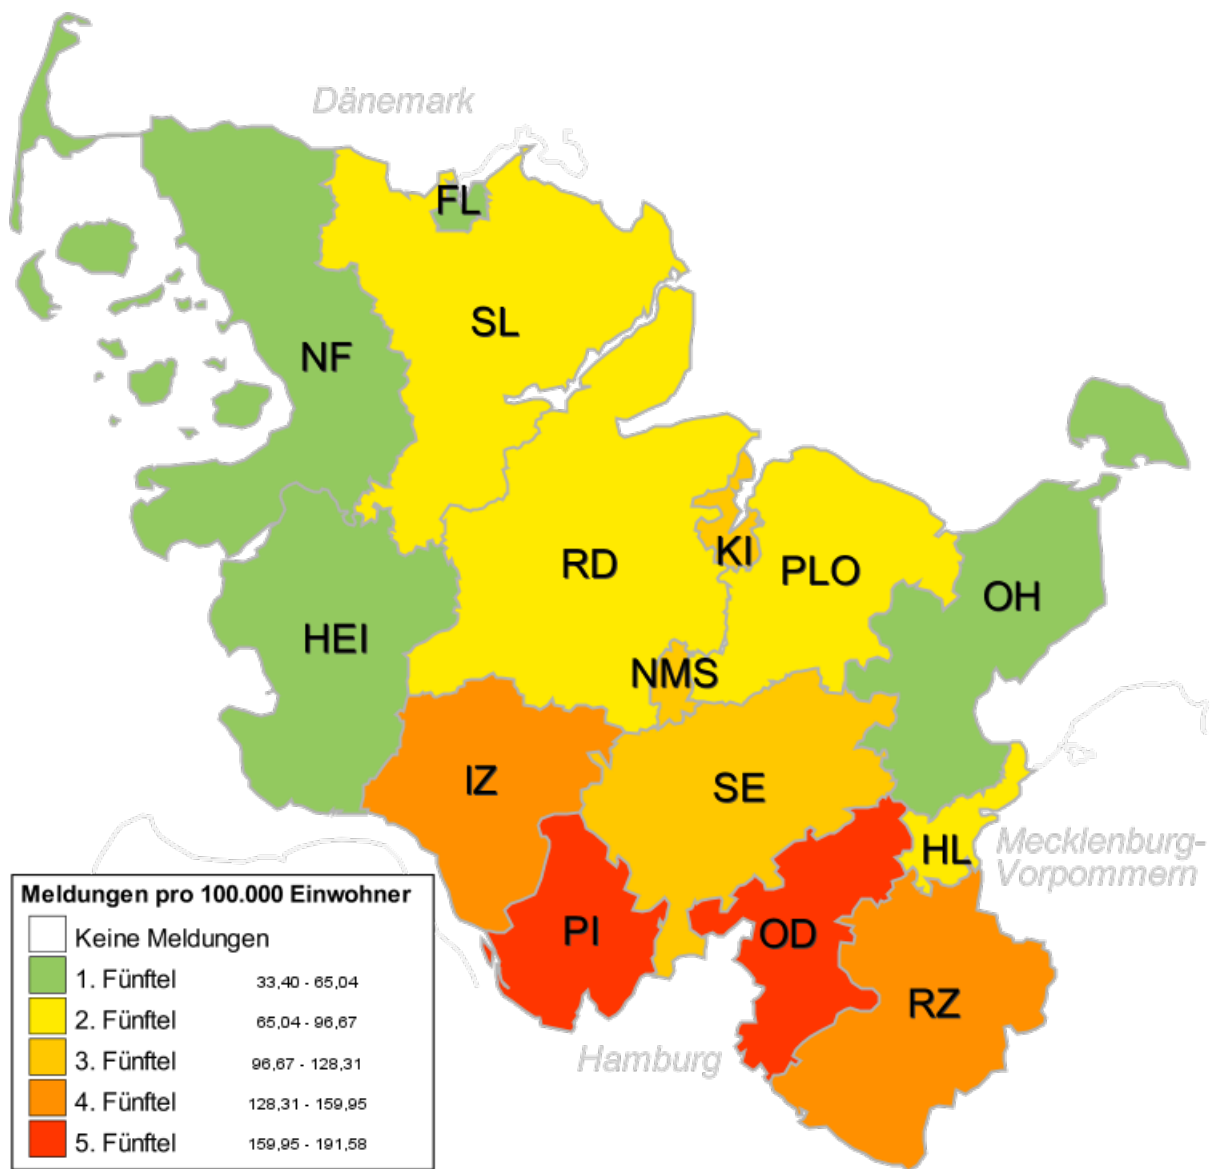 Dänemark
FL
SL
NF
KI
RD
PLO
OH
HEI
NMS
IZ
SE
HL
Mecklenburg-
Vorpommern
PI
OD
RZ
Hamburg
Meldungen pro 100.000 Einwohner
Keine Meldungen
1. Fünftel 33,40 - 65,04
2. Fünftel 65,04 - 96,67
3. Fünftel 96,67 - 128,31
4. Fünftel 128,31 - 159,95
5. Fünftel 159,95 - 191,58